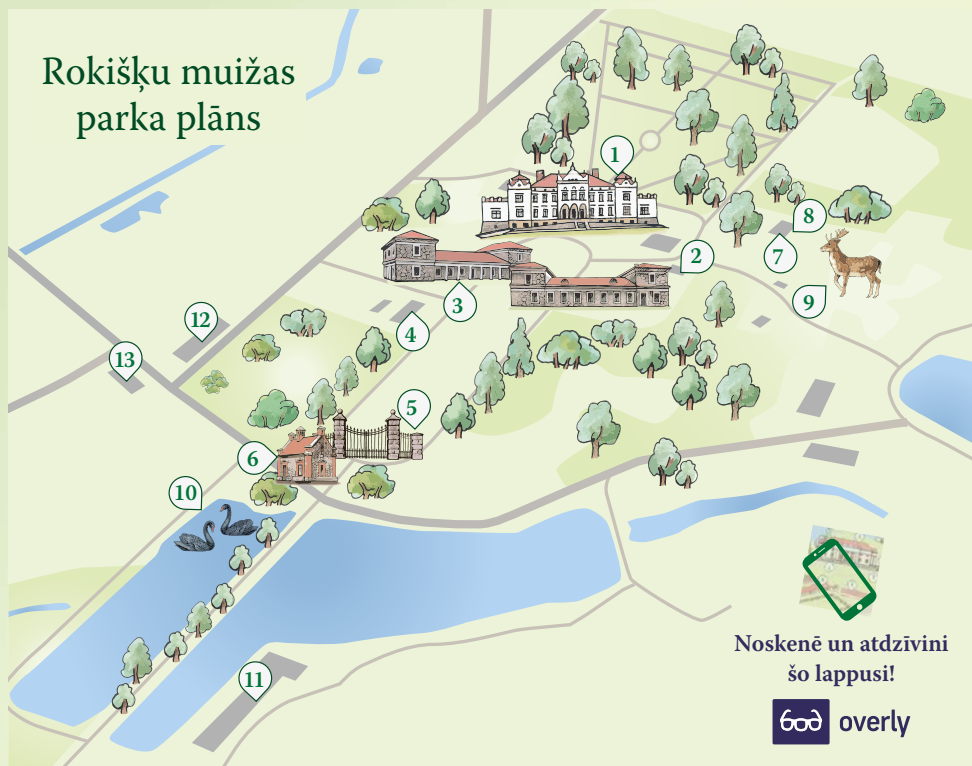 Rokišķu muižas
parka plāns
1
8
2
7
3
9
12
4
13
5
6
10
11
Noskenē un atdzīvini
šo lappusi!
overly